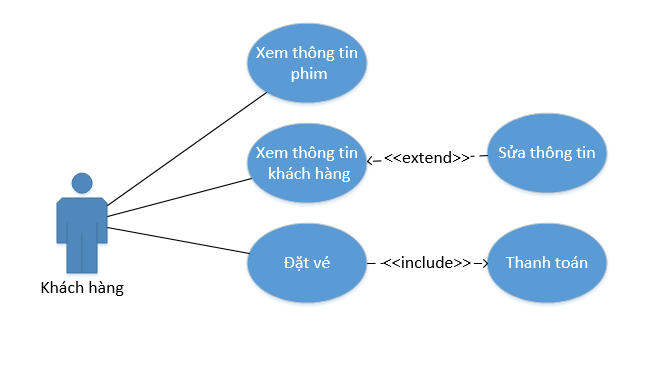 Xem thông tin
phim
Xem thông tin
khách hàng
<<extend>>
Sửa thông tin
Đặt vé
<<include>>
Thanh toán
Khách hàng